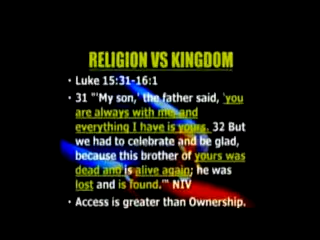 RELIGION VS KINGDOM
• Luke 15:31-16:1
• 31 "'My son,' the father said, 'you
are always with me, and
everything I have is yours. 32 But
we had to celebrate and be glad,
because this brother of yours was
dead and is alive again; he was
lost and is found.'" NIV
• Access is greater than Ownership.